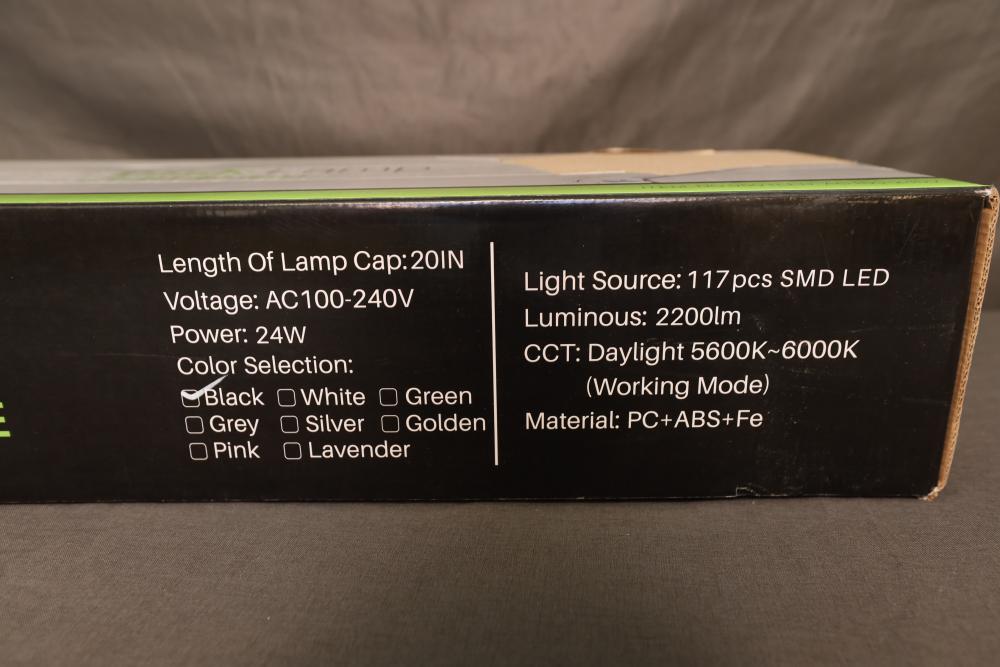 Length Of Lamp Cap:20IN
Voltage: AC100-240V
Power: 24W
Color Selection:
Black White Green
Grey Silver Golden
Pink Lavender
Light Source: 117pcs SMD LED
Luminous: 2200lm
CCT: Daylight 5600K~6000K
(Working Mode)
Material: PC+ABS+Fe